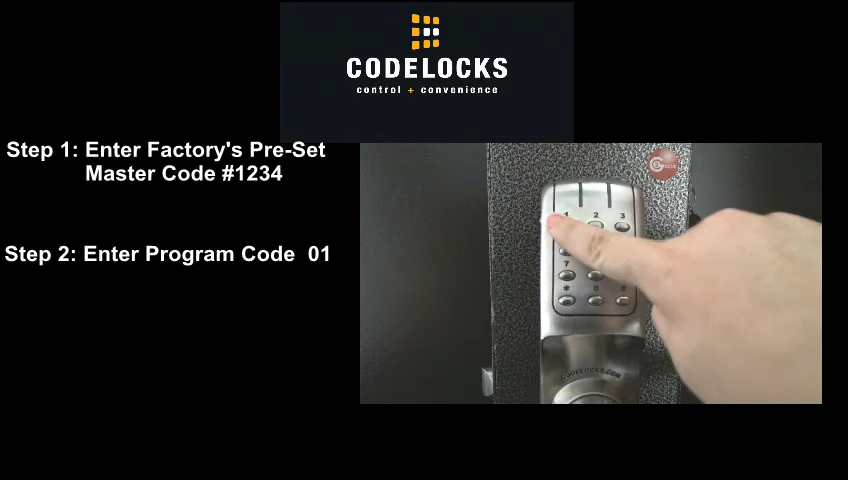 CODELOCKS
control + convenience
Step 1: Enter Factory's Pre-Set
Master Code #1234
Step 2: Enter Program Code 01
1 2 3
7
* 0 #
CODELOCKS.COM